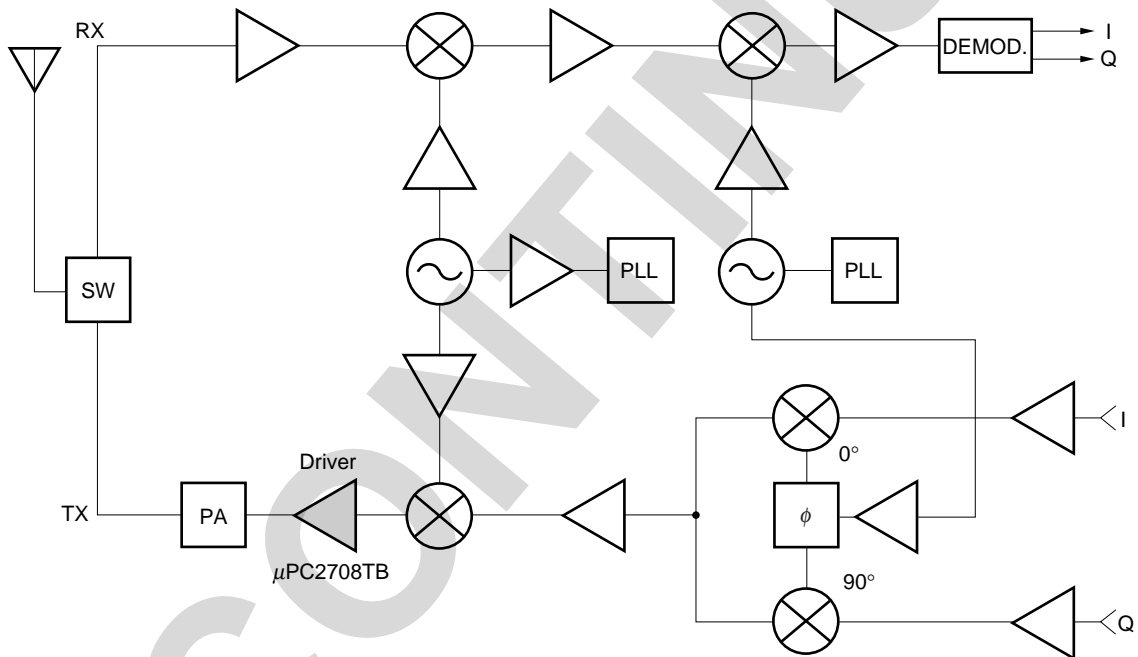 RX
DEMOD.
I
Q
SW
PLL
PLL
I
0°
Driver
TX
PA
ϕ
μPC2708TB
90°
Q